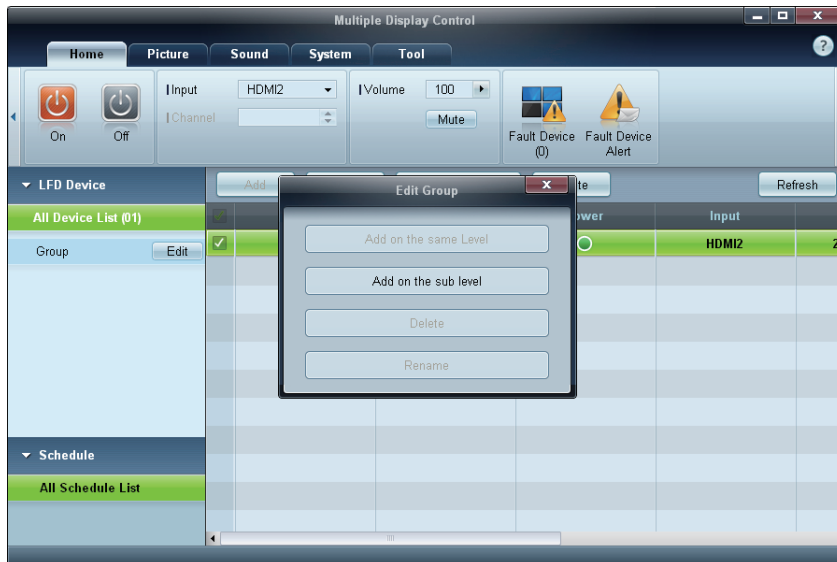 Multiple Display Control
Home Picture Sound System Tool ?
Input HDMI2 Volume 100
Channel Mute
On Off Fault Device (0) Fault Device Alert
LFD Device Add Refresh
Edit Group
All Device List (01) Input
Group Edit HDMI2
Add on the same Level
Add on the sub level
Delete
Rename
Schedule
All Schedule List